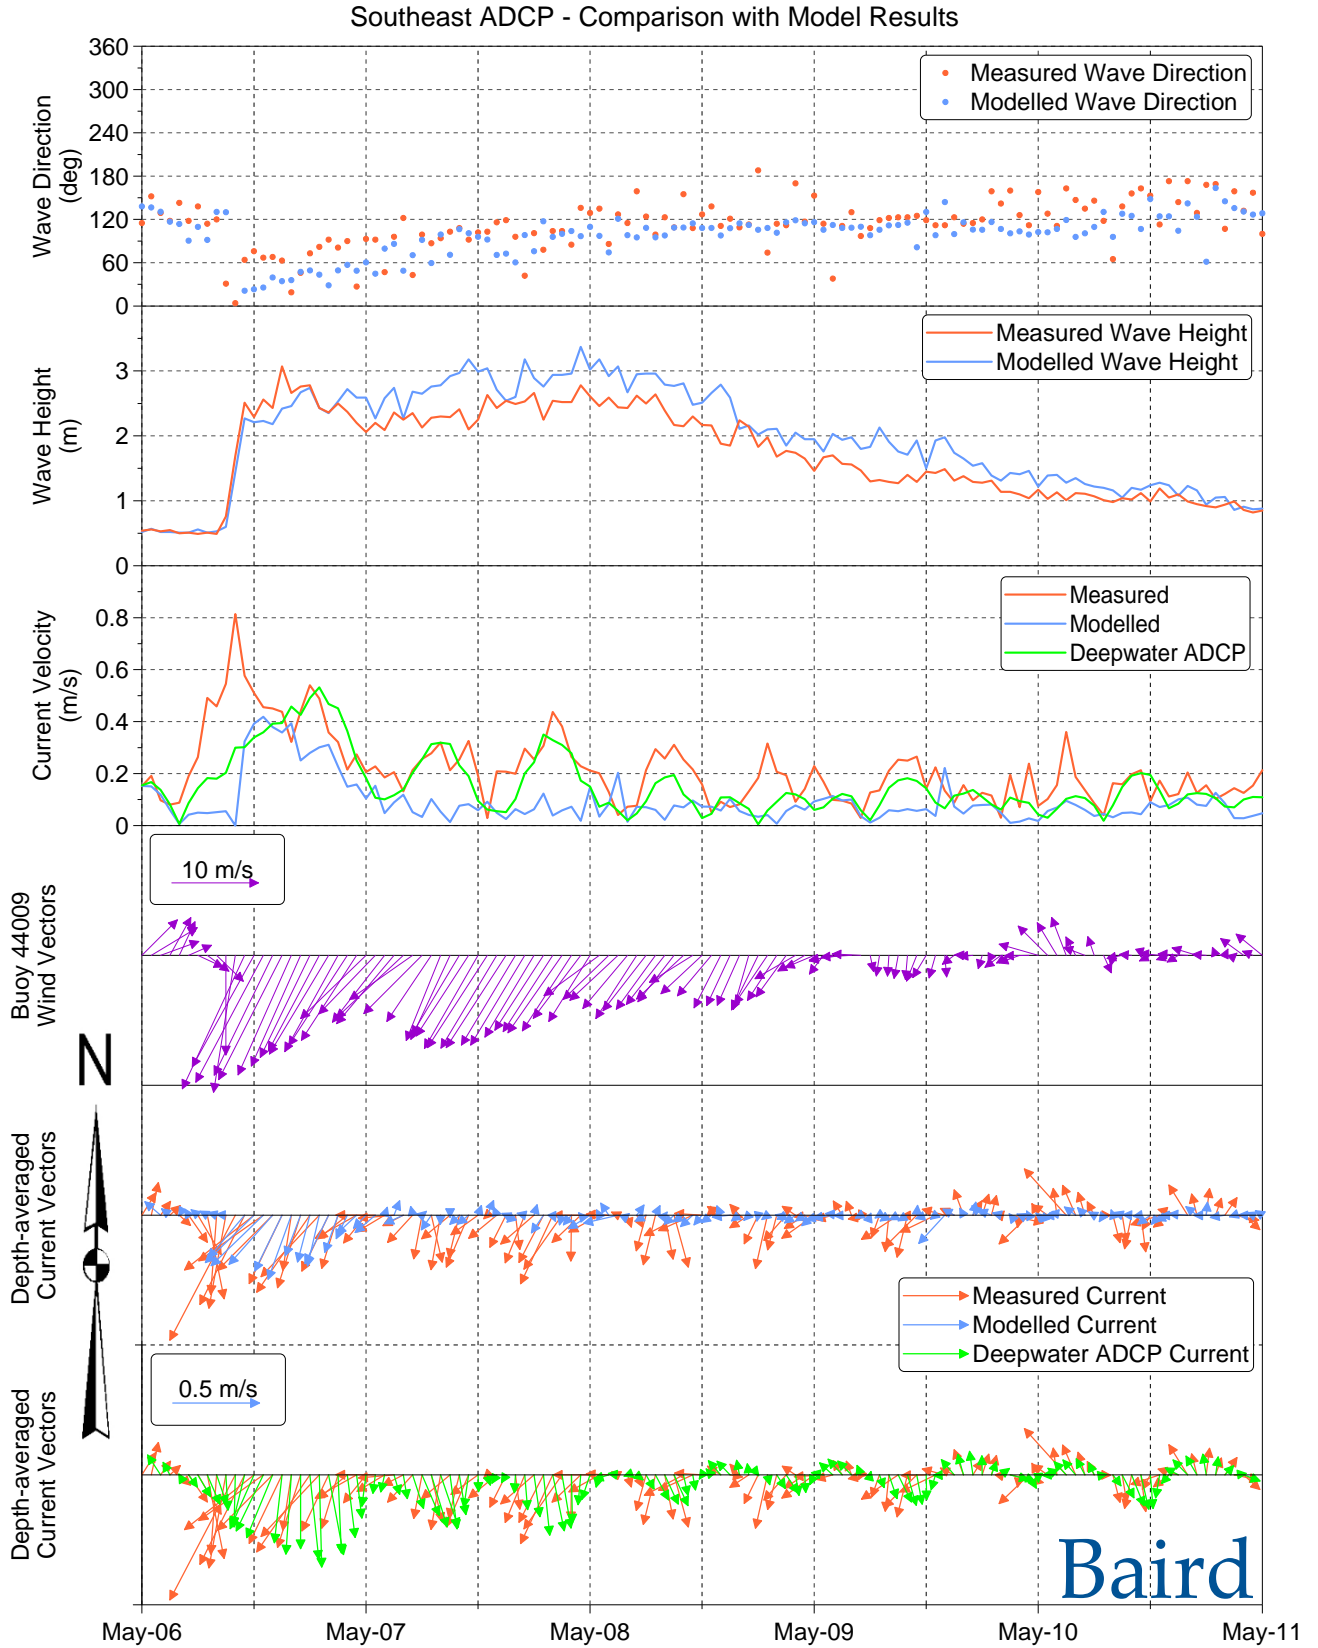 Southeast ADCP - Comparison with Model Results
Wave Direction
(deg)
360
300
240
180
120
60
0
Measured Wave Direction
Modelled Wave Direction
Wave Height
(m)
3
2
1
0
Measured Wave Height
Modelled Wave Height
Current Velocity
(m/s)
0.8
0.6
0.4
0.2
0
Measured
Modelled
Deepwater ADCP
Buoy 44009
Wind Vectors
10 m/s
N
Depth-averaged
Current Vectors
Measured Current
Modelled Current
Deepwater ADCP Current
Depth-averaged
Current Vectors
0.5 m/s
Baird
May-06
May-07
May-08
May-09
May-10
May-11